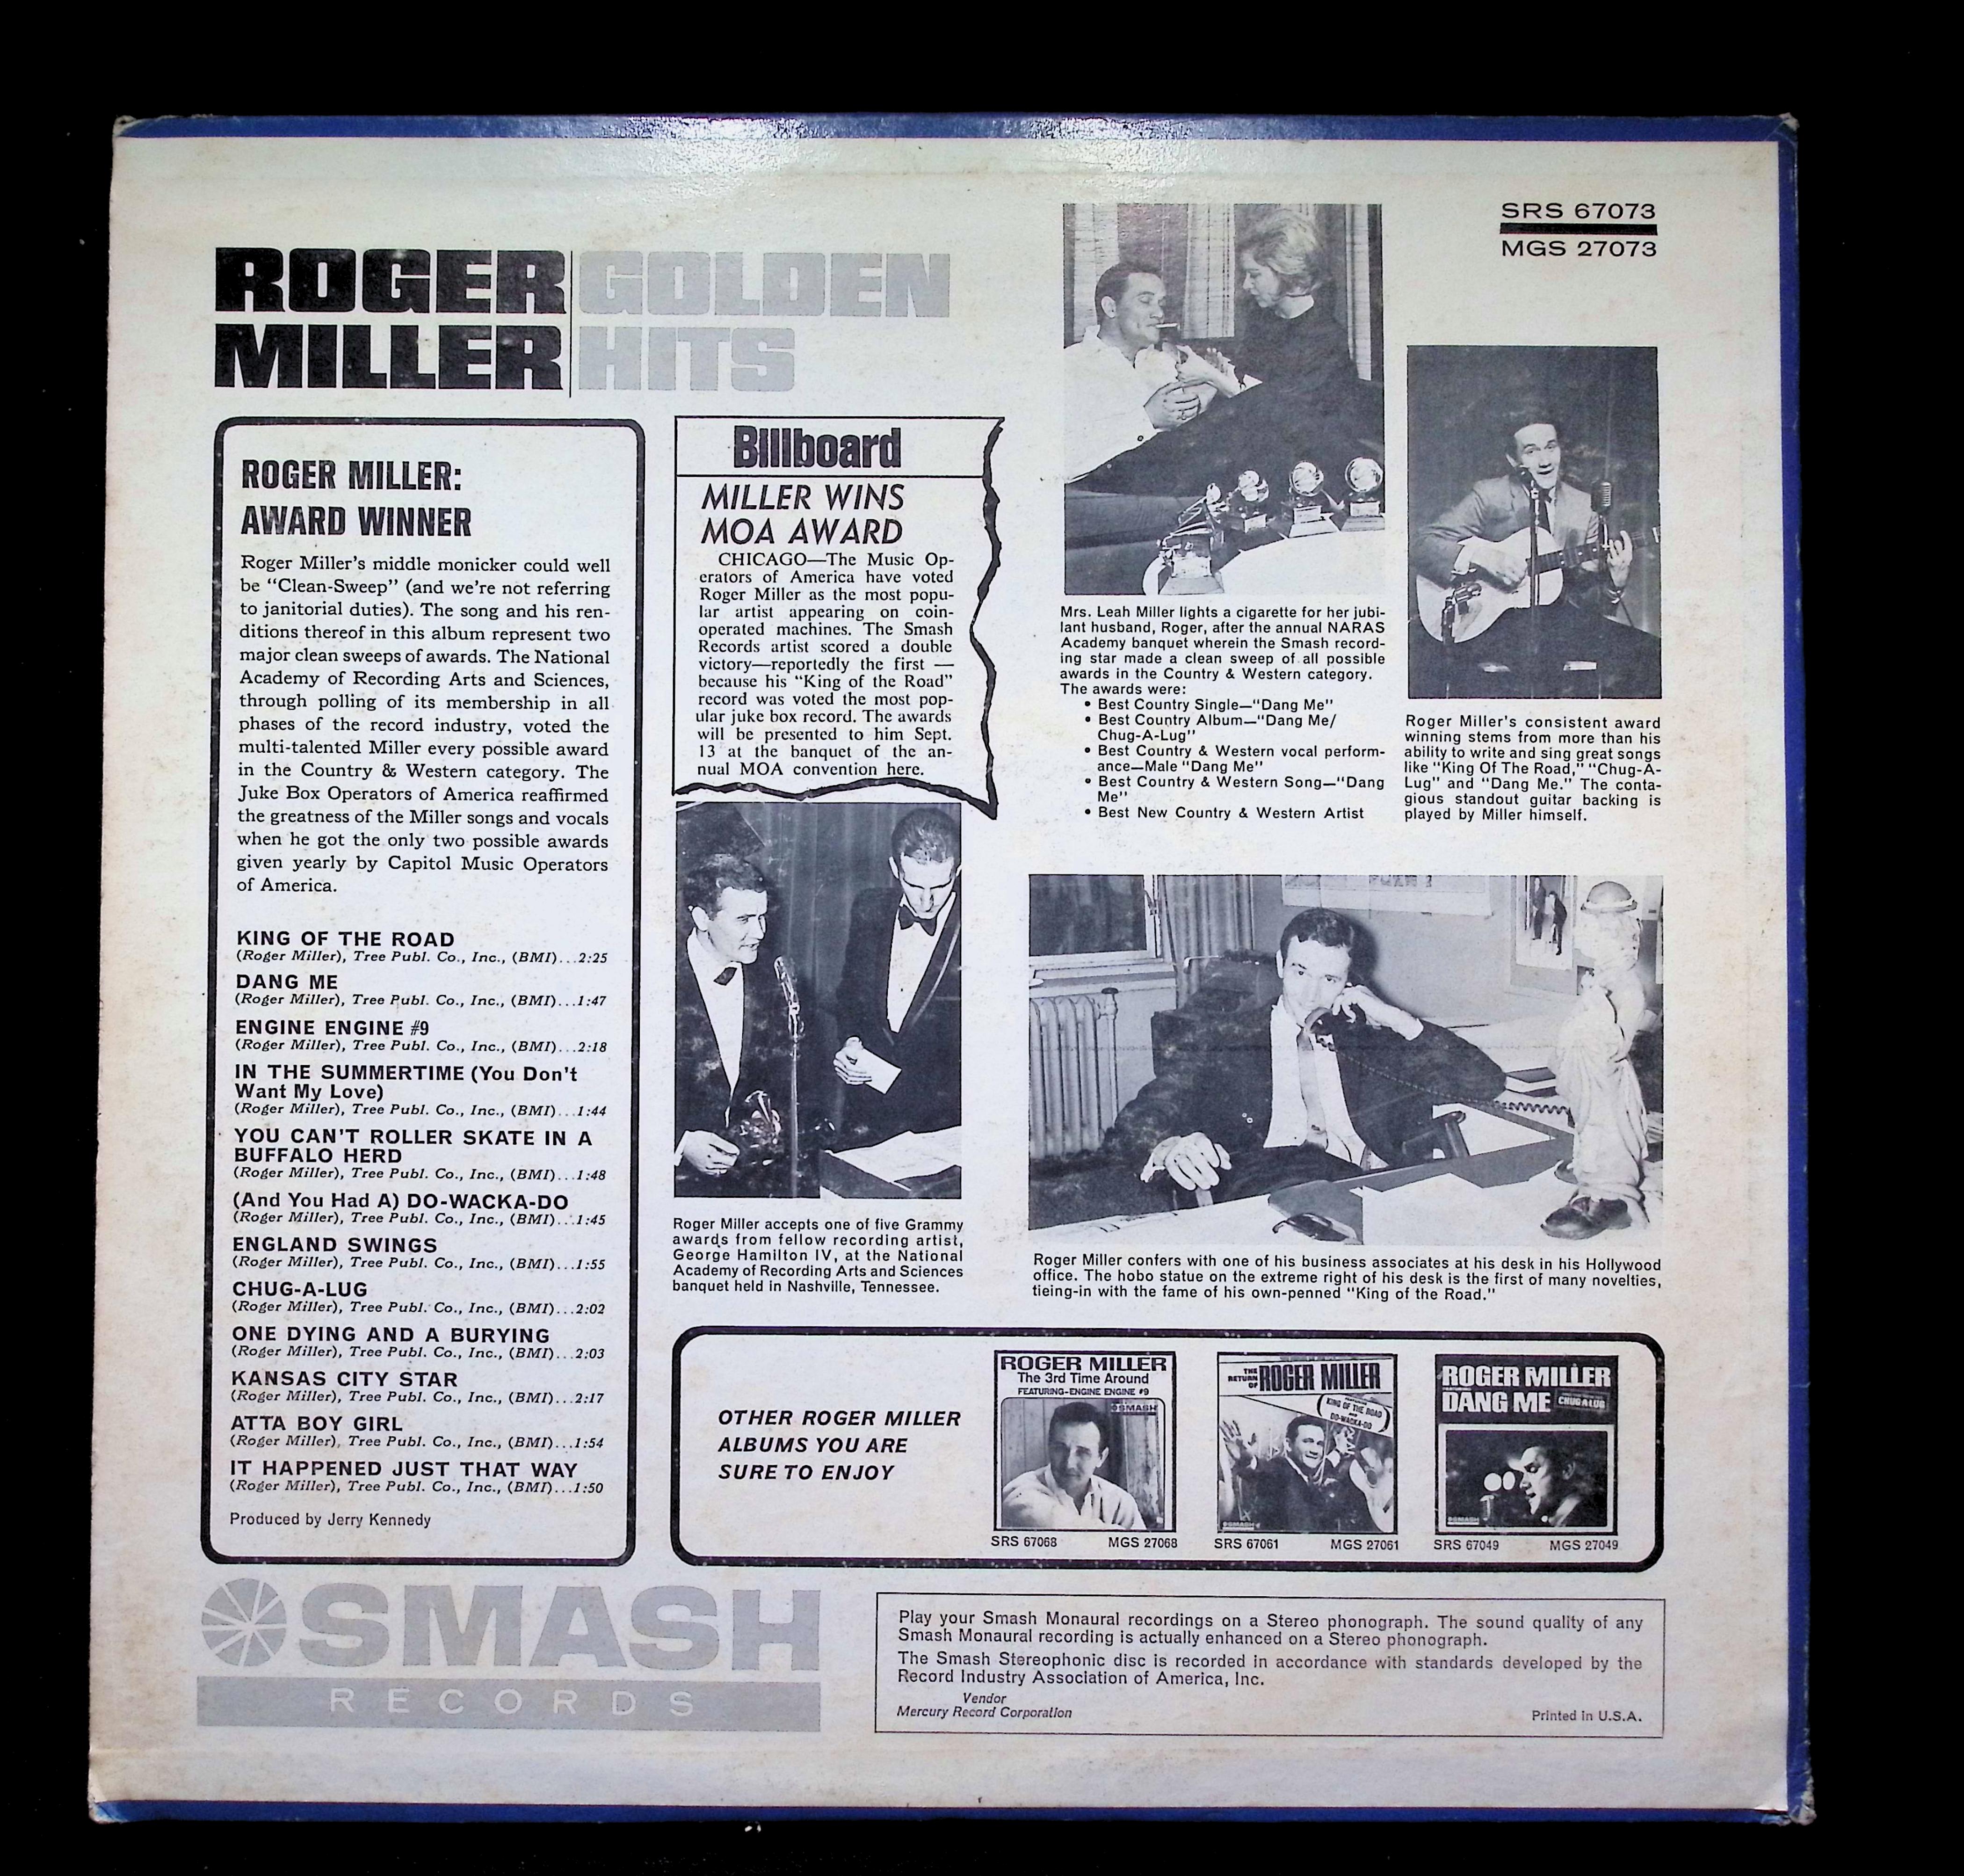 SRS 67073
MGS 27073
ROGER GOLDEN
MILLER HITS
ROGER MILLER:
AWARD WINNER
Roger Miller's middle monicker could well
be “Clean-Sweep” (and we're not referring
to janitorial duties). The song and his ren-
ditions thereof in this album represent two
major clean sweeps of awards. The National
Academy of Recording Arts and Sciences,
through polling of its membership in all
phases of the record industry, voted the
multi-talented Miller every possible award
in the Country & Western category. The
Juke Box Operators of America reaffirmed
the greatness of the Miller songs and vocals
when he got the only two possible awards
given yearly by Capitol Music Operators
of America.
KING OF THE ROAD
(Roger Miller), Tree Publ. Co., Inc., (BMI)...2:25
DANG ME
(Roger Miller), Tree Publ. Co., Inc., (BMI)...1:47
ENGINE ENGINE #9
(Roger Miller), Tree Publ. Co., Inc., (BMI)...2:18
IN THE SUMMERTIME (You Don't
Want My Love)
(Roger Miller), Tree Publ. Co., Inc., (BMI)...1:44
YOU CAN'T ROLLER SKATE IN A
BUFFALO HERD
(Roger Miller), Tree Publ. Co., Inc., (BMI)...1:48
(And You Had A) DO-WACKA-DO
(Roger Miller), Tree Publ. Co., Inc., (BMI)...1:45
ENGLAND SWINGS
(Roger Miller), Tree Publ. Co., Inc., (BMI)...1:55
CHUG-A-LUG
(Roger Miller), Tree Publ. Co., Inc., (BMI)...2:02
ONE DYING AND A BURYING
(Roger Miller), Tree Publ. Co., Inc., (BMI)...2:03
KANSAS CITY STAR
(Roger Miller), Tree Publ. Co., Inc., (BMI)...2:17
ATTA BOY GIRL
(Roger Miller), Tree Publ. Co., Inc., (BMI)...1:54
IT HAPPENED JUST THAT WAY
(Roger Miller), Tree Publ. Co., Inc., (BMI)...1:50
Produced by Jerry Kennedy
Billboard
MILLER WINS
MOA AWARD
CHICAGO—The Music Op-
erators of America have voted
Roger Miller as the most popu-
lar artist appearing on coin-
operated machines. The Smash
Records artist scored a double
victory—reportedly the first —
because his “King of the Road”
record was voted the most pop-
ular juke box record. The awards
will be presented to him Sept.
13 at the banquet of the an-
nual MOA convention here.
Roger Miller accepts one of five Grammy
awards from fellow recording artist,
George Hamilton IV, at the National
Academy of Recording Arts and Sciences
banquet held in Nashville, Tennessee.
Mrs. Leah Miller lights a cigarette for her jubi-
lant husband, Roger, after the annual NARAS
Academy banquet wherein the Smash record-
ing star made a clean sweep of all possible
awards in the Country & Western category.
The awards were:
• Best Country Single—“Dang Me”
• Best Country Album—“Dang Me/
Chug-A-Lug”
• Best Country & Western vocal perform-
ance—Male “Dang Me”
• Best Country & Western Song—“Dang
Me”
• Best New Country & Western Artist
Roger Miller's consistent award
winning stems from more than his
ability to write and sing great songs
like “King Of The Road,” “Chug-A-
Lug” and “Dang Me.” The conta-
gious standout guitar backing is
played by Miller himself.
Roger Miller confers with one of his business associates at his desk in his Hollywood
office. The hobo statue on the extreme right of his desk is the first of many novelties,
tieing-in with the fame of his own-penned “King of the Road.”
OTHER ROGER MILLER
ALBUMS YOU ARE
SURE TO ENJOY
ROGER MILLER
The 3rd Time Around
FEATURING-ENGINE ENGINE #9
SMASH
SRS 67068 MGS 27068
THE RETURN OF ROGER MILLER
KING OF THE ROAD
DO-WACKA-DO
SMASH
SRS 67061 MGS 27061
ROGER MILLER
DANG ME CHUG A LUG
SMASH
SRS 67049 MGS 27049
SMASH
RECORDS
Play your Smash Monaural recordings on a Stereo phonograph. The sound quality of any
Smash Monaural recording is actually enhanced on a Stereo phonograph.
The Smash Stereophonic disc is recorded in accordance with standards developed by the
Record Industry Association of America, Inc.
Vendor
Mercury Record Corporation
Printed in U.S.A.